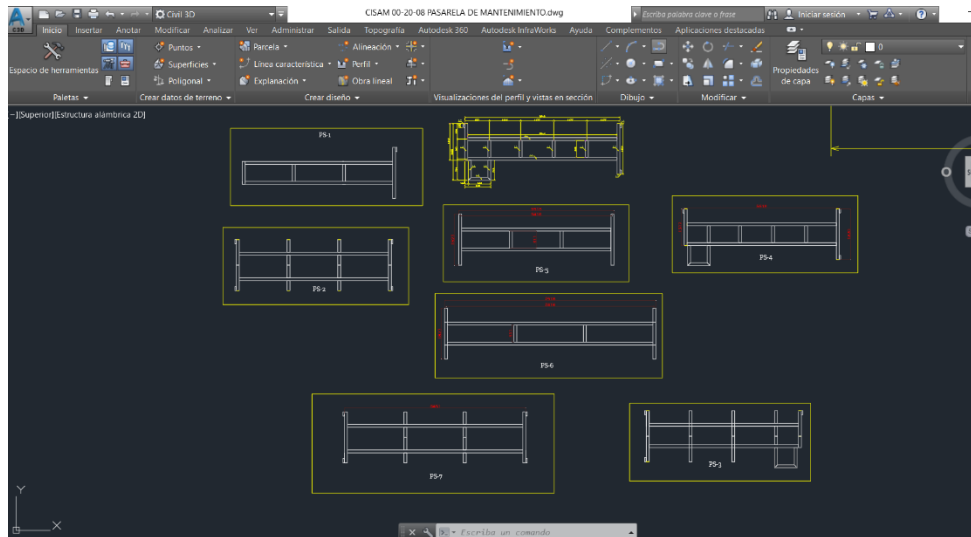 Civil 3D
CISAM 00-20-08 PASARELA DE MANTENIMIENTO.dwg
Escriba palabra clave o frase
Iniciar sesión
C3D
Inicio Insertar Anotar Modificar Analizar Ver Administrar Salida Topografía Autodesk 360 Autodesk InfraWorks Ayuda Complementos Aplicaciones destacadas
Espacio de herramientas
Puntos
Superficies
Poligonal
Parcela
Línea característica
Explanación
Alineación
Perfil
Obra lineal
Propiedades de capa
0
Paletas
Crear datos de terreno
Crear diseño
Visualizaciones del perfil y vistas en sección
Dibujo
Modificar
Capas
[-][Superior][Estructura alámbrica 2D]
PS-1
PS-2
PS-5
PS-4
PS-6
PS-7
PS-3
Y
X
Escriba un comando